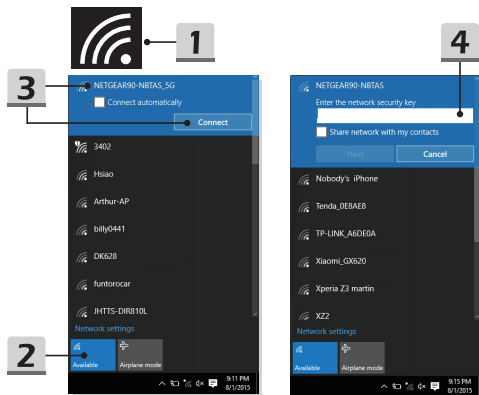 1
3
NETGEAR90-NBTAS_5G
Connect automatically
Connect
3402
Hsiao
Arthur-AP
billy0441
DK628
funtorocar
JHTTS-DIR810L
Network settings
2
Available
Airplane mode
9:11 PM
8/1/2015
4
NETGEAR90-NBTAS
Enter the network security key
Share network with my contacts
Next
Cancel
Nobody's iPhone
Tenda_0E8AE8
TP-LINK_A6DE0A
Xiaomi_GX620
Xperia Z3 martin
XZ2
Network settings
Available
Airplane mode
9:15 PM
8/1/2015